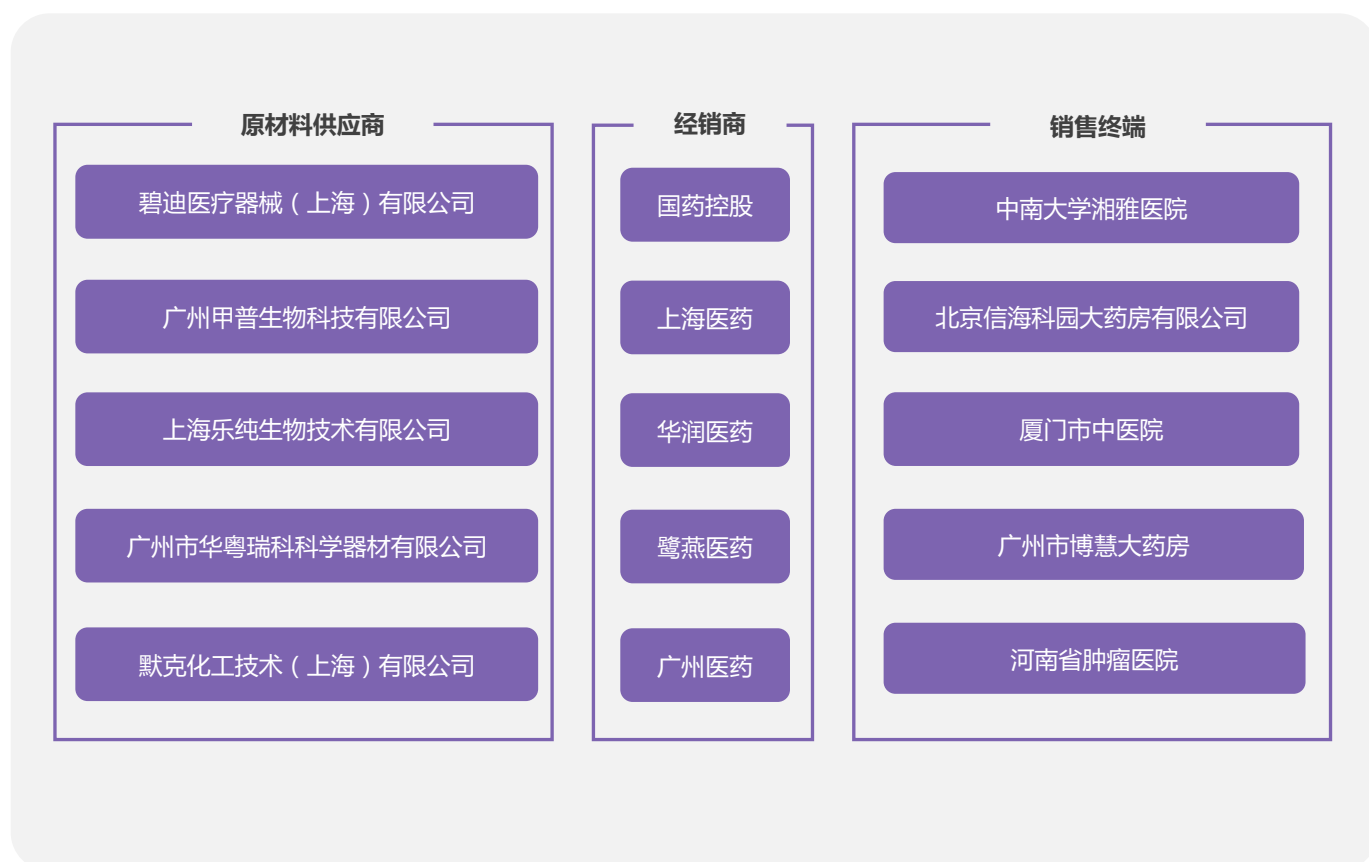 原材料供应商
碧迪医疗器械（上海）有限公司
广州甲普生物科技有限公司
上海乐纯生物技术有限公司
广州市华粤瑞科科学器材有限公司
默克化工技术（上海）有限公司
经销商
国药控股
上海医药
华润医药
鹭燕医药
广州医药
销售终端
中南大学湘雅医院
北京信海科园大药房有限公司
厦门市中医院
广州市博慧大药房
河南省肿瘤医院